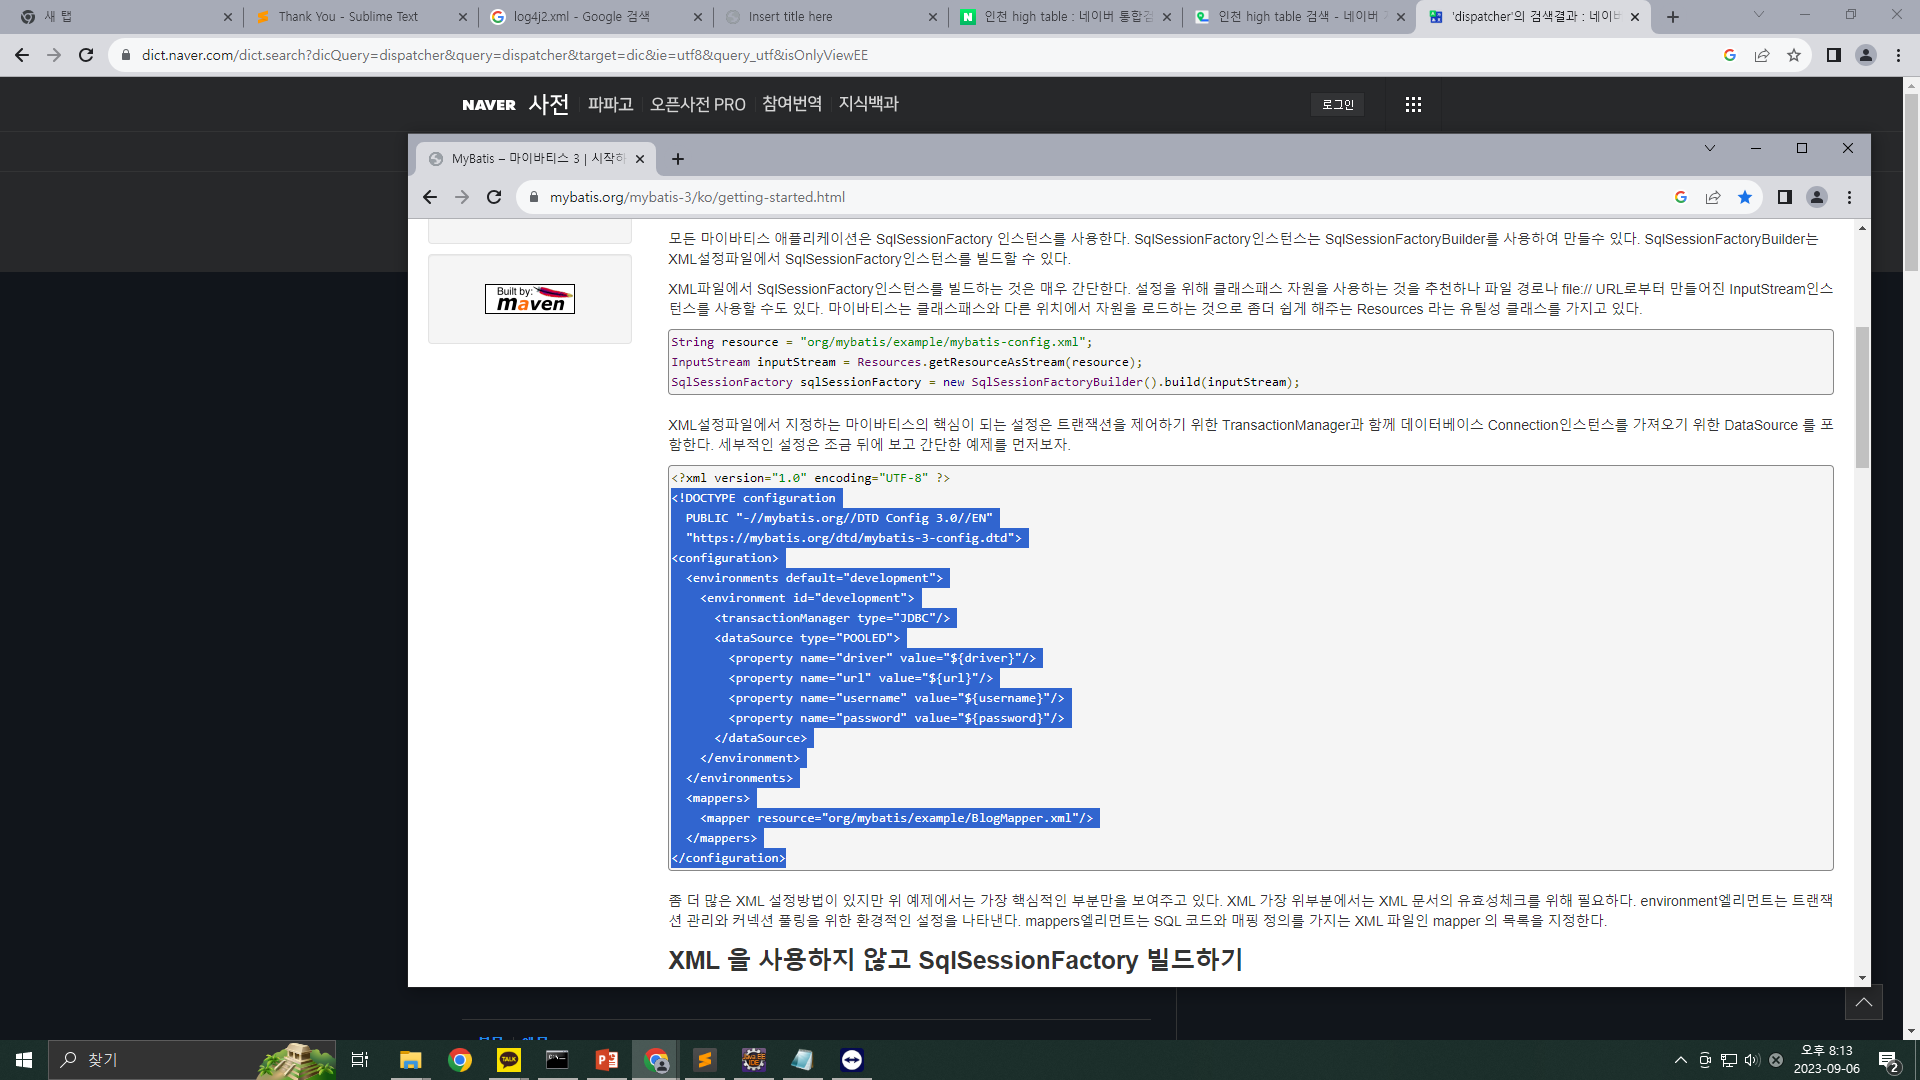 새 탭
Thank You - Sublime Text
log4j2.xml - Google 검색
Insert title here
인천 high table : 네이버 통합검
인천 high table 검색 - 네이버
'dispatcher'의 검색결과 : 네이버
dict.naver.com/dict.search?dicQuery=dispatcher&query=dispatcher&target=dic&ie=utf8&query_utf&isOnlyViewEE
NAVER 사전 파파고 오픈사전 PRO 참여번역 지식백과
로그인
MyBatis – 마이바티스 3 | 시작하
mybatis.org/mybatis-3/ko/getting-started.html
Built by:
maven
모든 마이바티스 애플리케이션은 SqlSessionFactory 인스턴스를 사용한다. SqlSessionFactory인스턴스는 SqlSessionFactoryBuilder를 사용하여 만들수 있다. SqlSessionFactoryBuilder는
XML설정파일에서 SqlSessionFactory인스턴스를 빌드할 수 있다.
XML파일에서 SqlSessionFactory인스턴스를 빌드하는 것은 매우 간단한다. 설정을 위해 클래스패스 자원을 사용하는 것을 추천하나 파일 경로나 file:// URL로부터 만들어진 InputStream인스
턴스를 사용할 수도 있다. 마이바티스는 클래스패스와 다른 위치에서 자원을 로드하는 것으로 좀더 쉽게 해주는 Resources 라는 유틸성 클래스를 가지고 있다.
String resource = "org/mybatis/example/mybatis-config.xml";
InputStream inputStream = Resources.getResourceAsStream(resource);
SqlSessionFactory sqlSessionFactory = new SqlSessionFactoryBuilder().build(inputStream);
XML설정파일에서 지정하는 마이바티스의 핵심이 되는 설정은 트랜잭션을 제어하기 위한 TransactionManager과 함께 데이터베이스 Connection인스턴스를 가져오기 위한 DataSource 를 포
함한다. 세부적인 설정은 조금 뒤에 보고 간단한 예제를 먼저보자.
<?xml version="1.0" encoding="UTF-8" ?>
<!DOCTYPE configuration
PUBLIC "-//mybatis.org//DTD Config 3.0//EN"
"https://mybatis.org/dtd/mybatis-3-config.dtd">
<configuration>
<environments default="development">
<environment id="development">
<transactionManager type="JDBC"/>
<dataSource type="POOLED">
<property name="driver" value="${driver}"/>
<property name="url" value="${url}"/>
<property name="username" value="${username}"/>
<property name="password" value="${password}"/>
</dataSource>
</environment>
</environments>
<mappers>
<mapper resource="org/mybatis/example/BlogMapper.xml"/>
</mappers>
</configuration>
좀 더 많은 XML 설정방법이 있지만 위 예제에서는 가장 핵심적인 부분만을 보여주고 있다. XML 가장 위부분에서는 XML 문서의 유효성체크를 위해 필요하다. environment엘리먼트는 트랜잭
션 관리와 커넥션 풀링을 위한 환경적인 설정을 나타낸다. mappers엘리먼트는 SQL 코드와 매핑 정의를 가지는 XML 파일인 mapper 의 목록을 지정한다.
XML 을 사용하지 않고 SqlSessionFactory 빌드하기
찾기
TALK
오후 8:13
2023-09-06
2